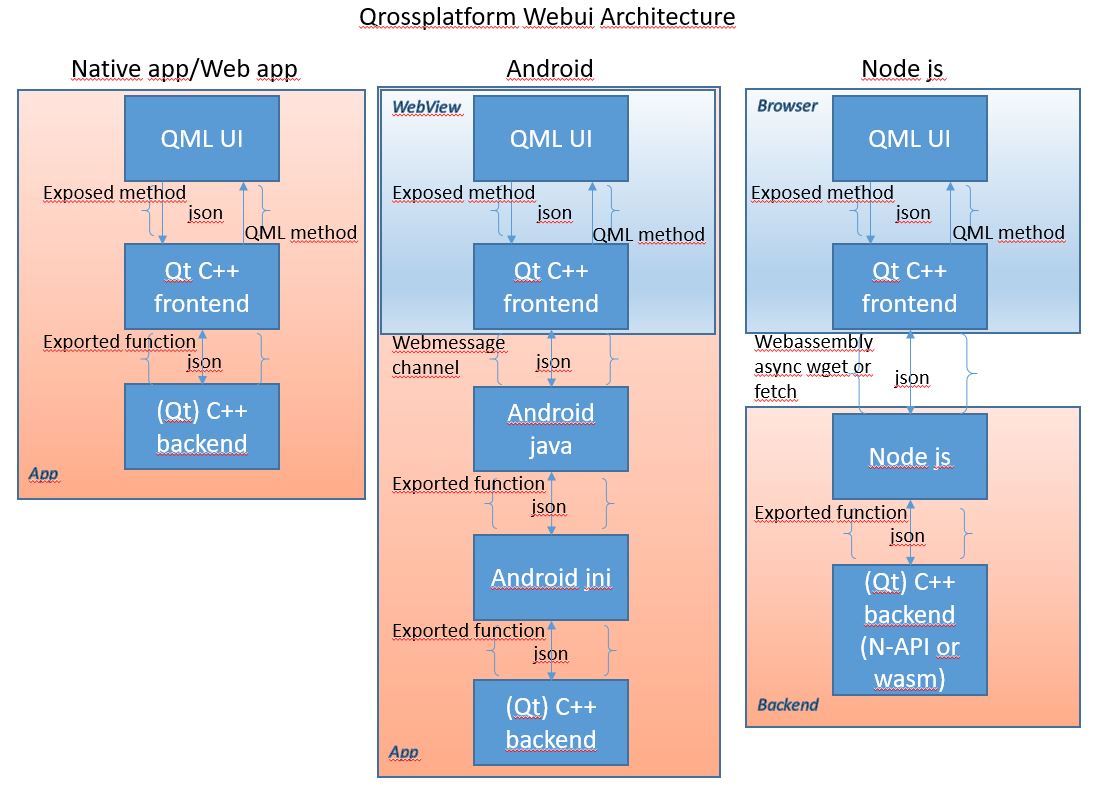 Qrossplatform Webui Architecture
Native app/Web app
QML UI
Exposed method
json
QML method
Qt C++
frontend
Exported function
json
(Qt) C++
backend
App
Android
WebView
QML UI
Exposed method
json
QML method
Qt C++
frontend
Webmessage
channel
json
Android
java
Exported function
json
Android jni
Exported function
json
(Qt) C++
backend
App
Node js
Browser
QML UI
Exposed method
json
QML method
Qt C++
frontend
Webassembly
async wget or
fetch
json
Node js
Exported function
json
(Qt) C++
backend
(N-API or
wasm)
Backend